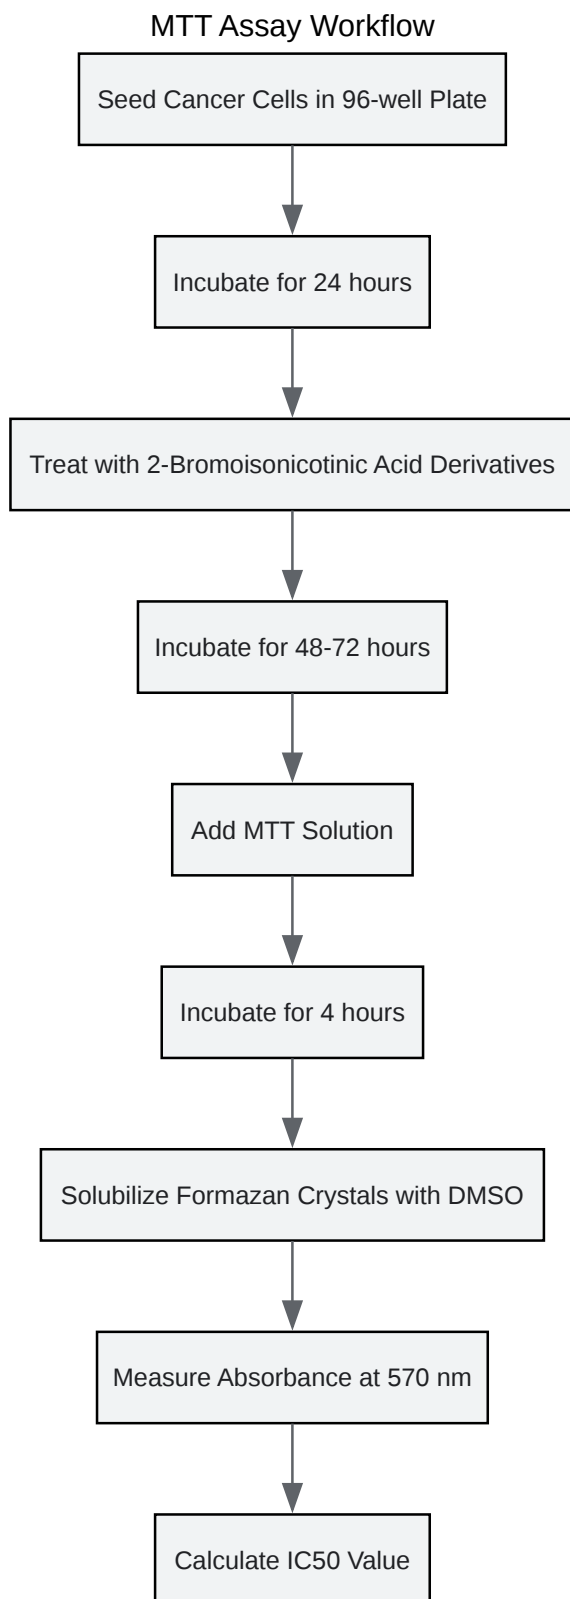 MTT Assay Workflow
Seed Cancer Cells in 96-well Plate
Incubate for 24 hours
Treat with 2-Bromoisonicotinic Acid Derivatives
Incubate for 48-72 hours
Add MTT Solution
Incubate for 4 hours
Solubilize Formazan Crystals with DMSO
Measure Absorbance at 570 nm
Calculate IC50 Value